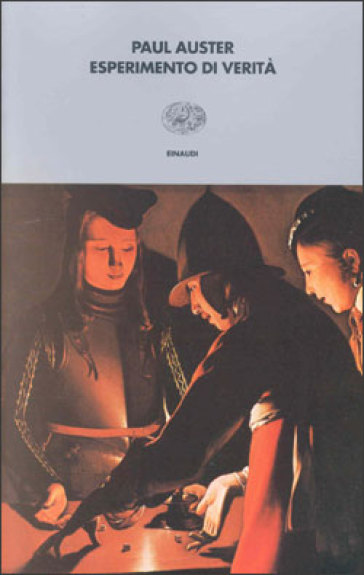 PAUL AUSTER
ESPERIMENTO DI VERITÀ
EINAUDI